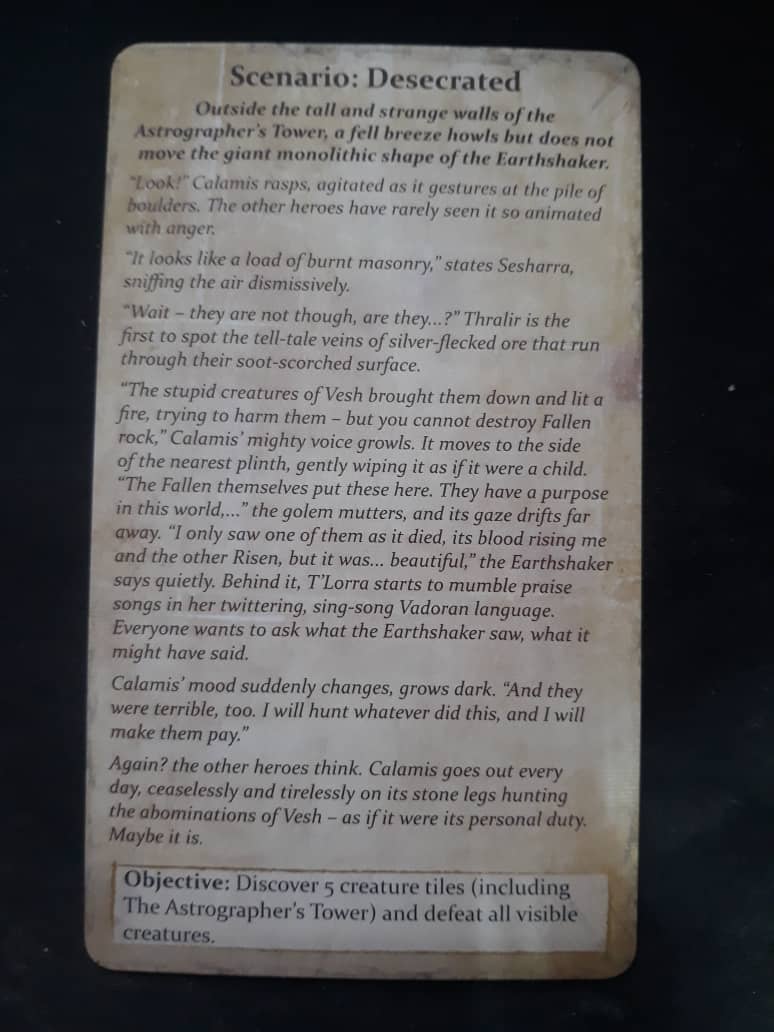 Scenario: Desecrated
Outside the tall and strange walls of the
Astrographer's Tower, a fell breeze howls but does not
move the giant monolithic shape of the Earthshaker.
"Look!" Calamis rasps, agitated as it gestures at the pile of
boulders. The other heroes have rarely seen it so animated
with anger.
"It looks like a load of burnt masonry," states Sesharra,
sniffing the air dismissively.
"Wait – they are not though, are they...?" Thralir is the
first to spot the tell-tale veins of silver-flecked ore that run
through their soot-scorched surface.
"The stupid creatures of Vesh brought them down and lit a
fire, trying to harm them – but you cannot destroy Fallen
rock," Calamis' mighty voice growls. It moves to the side
of the nearest plinth, gently wiping it as if it were a child.
"The Fallen themselves put these here. They have a purpose
in this world,..." the golem mutters, and its gaze drifts far
away. "I only saw one of them as it died, its blood rising me
and the other Risen, but it was... beautiful," the Earthshaker
says quietly. Behind it, T'Lorra starts to mumble praise
songs in her twittering, sing-song Vadoran language.
Everyone wants to ask what the Earthshaker saw, what it
might have said.
Calamis' mood suddenly changes, grows dark. "And they
were terrible, too. I will hunt whatever did this, and I will
make them pay."
Again? the other heroes think. Calamis goes out every
day, ceaselessly and tirelessly on its stone legs hunting
the abominations of Vesh – as if it were its personal duty.
Maybe it is.
Objective: Discover 5 creature tiles (including
The Astrographer's Tower) and defeat all visible
creatures.